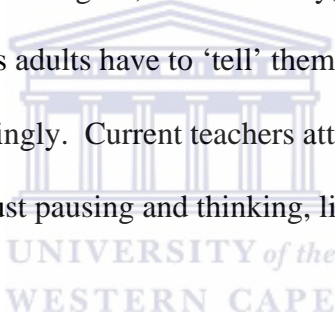 s adults have to ‘tell’ them
ingly. Current teachers att
ust pausing and thinking, li
UNIVERSITY of the
WESTERN CAPE